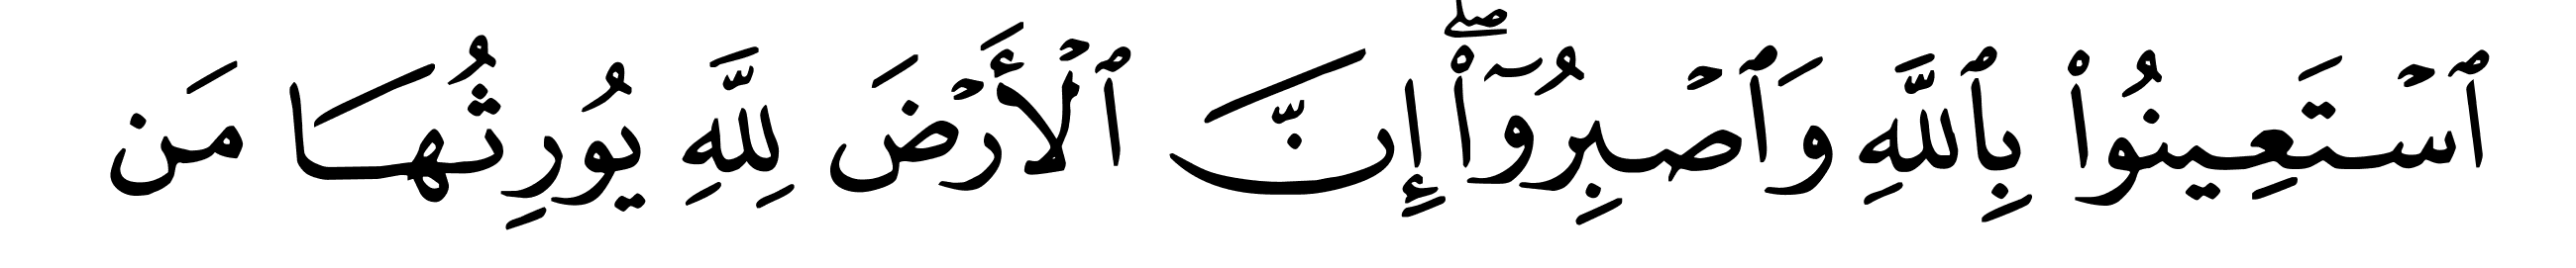 ٱسْتَعِينُوا۟ بِٱللَّهِ وَٱصْبِرُوٓا۟ۖ إِنَّ ٱلْأَرْضَ لِلَّهِ يُورِثُهَا مَن